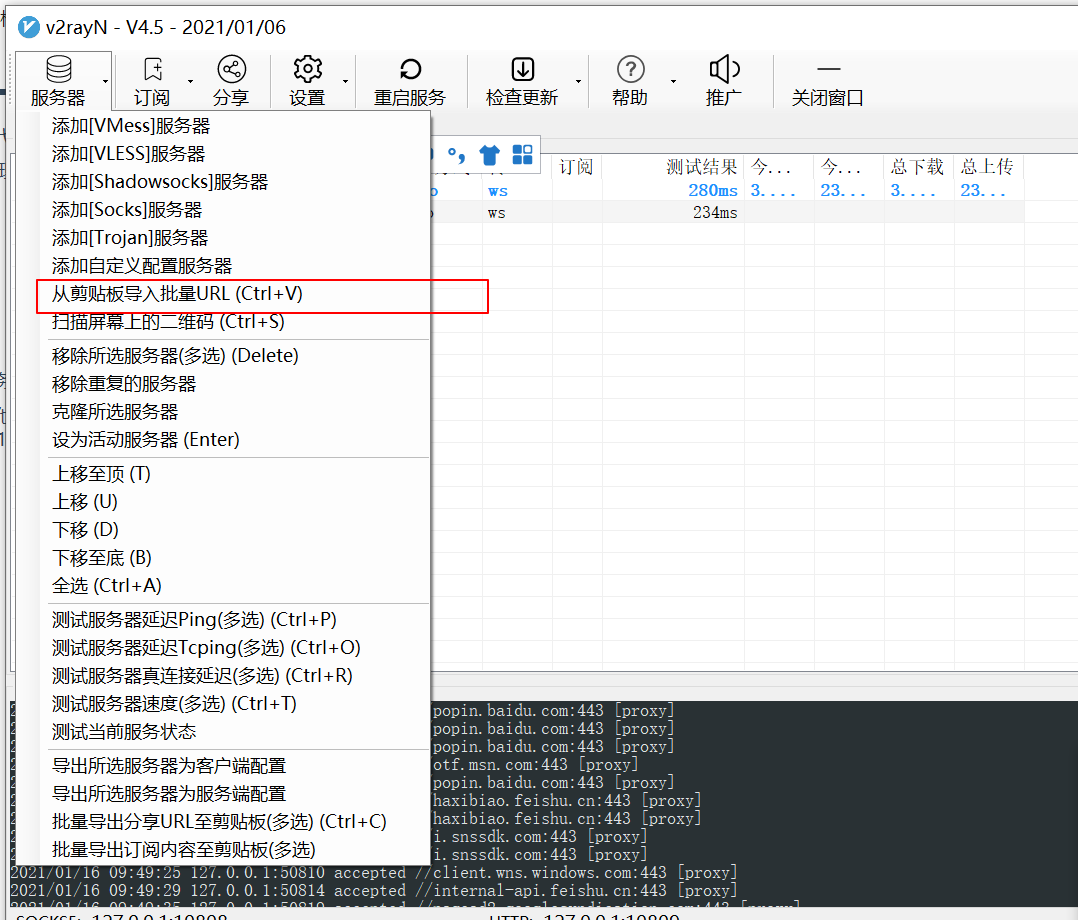 v2rayN - V4.5 - 2021/01/06
服务器 订阅 分享 设置 重启服务 检查更新 帮助 推广 关闭窗口
添加[VMess]服务器
添加[VLESS]服务器
添加[Shadowsocks]服务器
添加[Socks]服务器
添加[Trojan]服务器
添加自定义配置服务器
从剪贴板导入批量URL (Ctrl+V)
扫描屏幕上的二维码 (Ctrl+S)
移除所选服务器(多选) (Delete)
移除重复的服务器
克隆所选服务器
设为活动服务器 (Enter)
上移至顶 (T)
上移 (U)
下移 (D)
下移至底 (B)
全选 (Ctrl+A)
测试服务器延迟Ping(多选) (Ctrl+P)
测试服务器延迟Tcping(多选) (Ctrl+O)
测试服务器真连接延迟(多选) (Ctrl+R)
测试服务器速度(多选) (Ctrl+T)
测试当前服务状态
导出所选服务器为客户端配置
导出所选服务器为服务端配置
批量导出分享URL至剪贴板(多选) (Ctrl+C)
批量导出订阅内容至剪贴板(多选)
订阅 测试结果 今... 今... 总下载 总上传
ws 280ms 3.... 23... 3.... 23...
ws 234ms
popin.baidu.com:443 [proxy]
popin.baidu.com:443 [proxy]
popin.baidu.com:443 [proxy]
otf.msn.com:443 [proxy]
popin.baidu.com:443 [proxy]
haxibiao.feishu.cn:443 [proxy]
haxibiao.feishu.cn:443 [proxy]
/i.snssdk.com:443 [proxy]
/i.snssdk.com:443 [proxy]
2021/01/16 09:49:25 127.0.0.1:50810 accepted //client.wns.windows.com:443 [proxy]
2021/01/16 09:49:29 127.0.0.1:50814 accepted //internal-api.feishu.cn:443 [proxy]
SOCKS5: 127.0.0.1:10808 HTTP: 127.0.0.1:10809